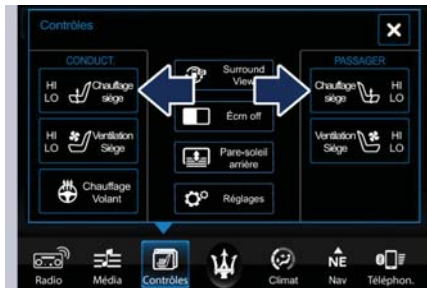 Contrôles
X
CONDUCT.
PASSAGER
HI
LO
Chauffage
siège
Surround
View
Chauffage
siège
HI
LO
Écrn off
HI
LO
Ventilation
Siège
Pare-soleil
arrière
Ventilation
Siège
HI
LO
Chauffage
Volant
Réglages
Radio
Média
Contrôles
Climat
NE
Nav
Téléphon.